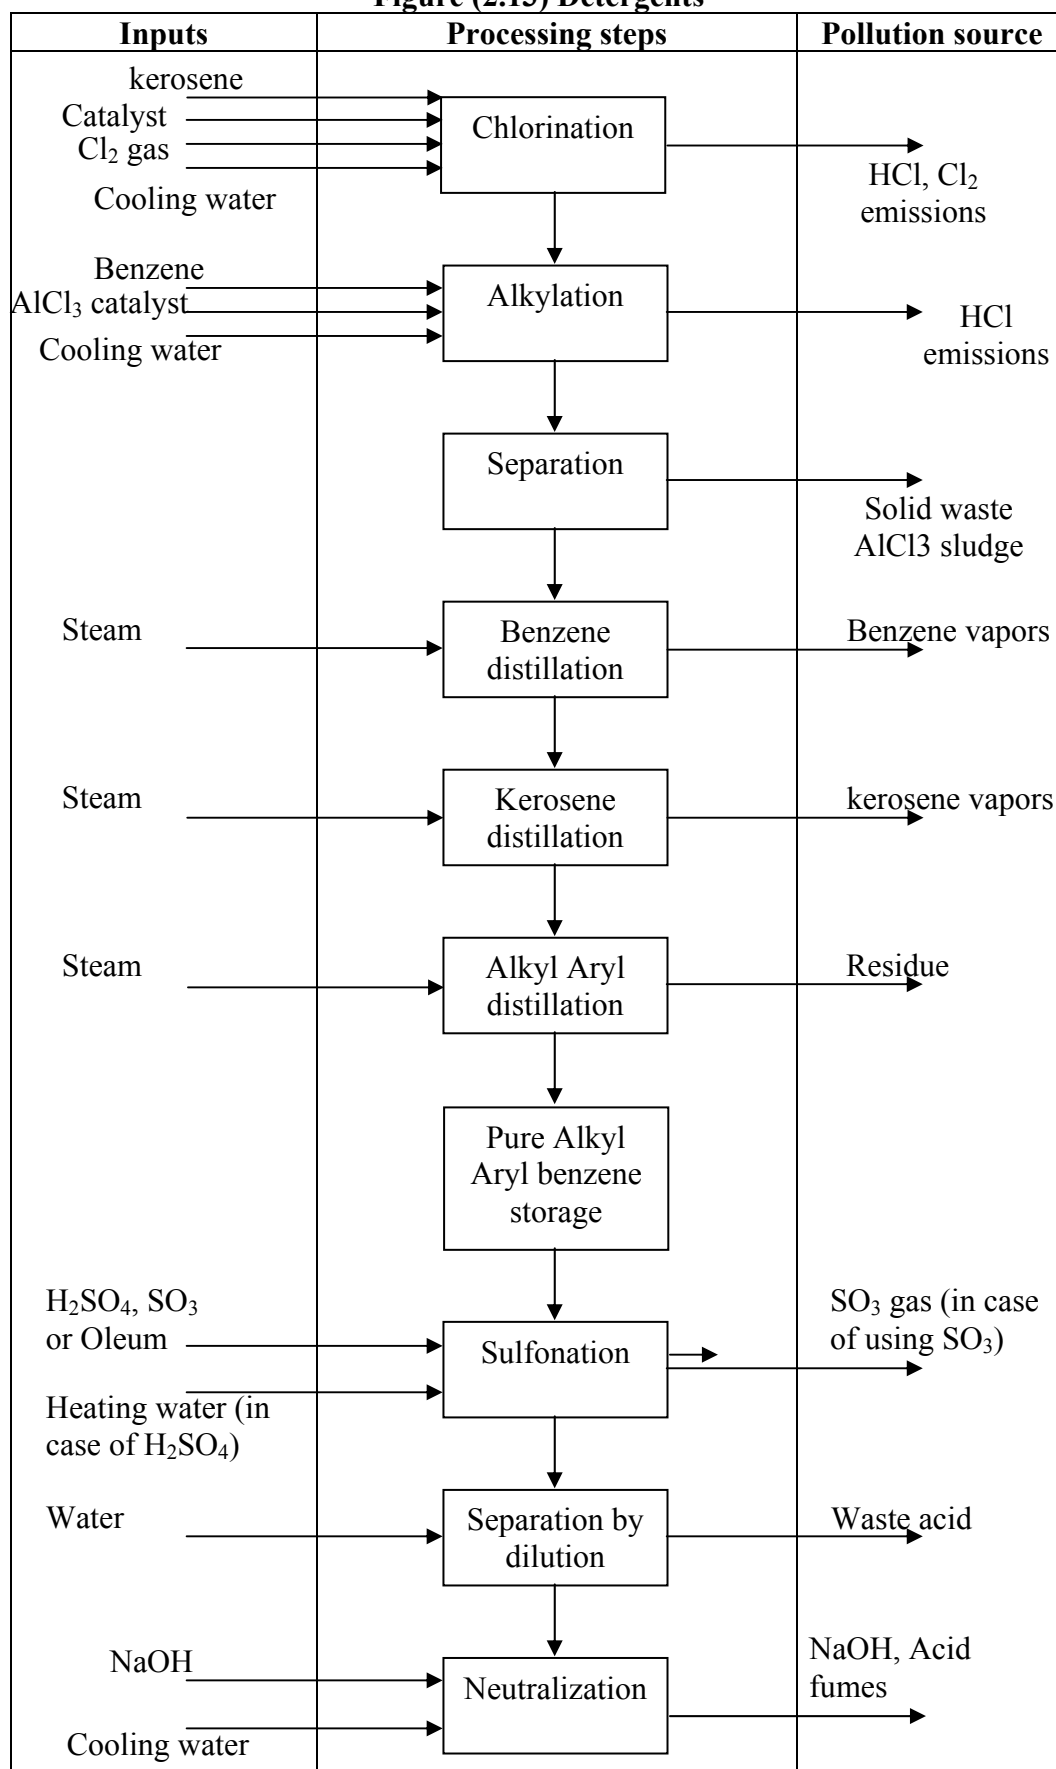 Figure (2.13) Detergents
Inputs
Processing steps
Pollution source
kerosene
Catalyst
Cl₂ gas
Cooling water
Chlorination
HCl, Cl₂
emissions
Benzene
AlCl₃ catalyst
Cooling water
Alkylation
HCl
emissions
Separation
Solid waste
AlCl3 sludge
Steam
Benzene
distillation
Benzene vapors
Steam
Kerosene
distillation
kerosene vapors
Steam
Alkyl Aryl
distillation
Residue
Pure Alkyl
Aryl benzene
storage
H₂SO₄, SO₃
or Oleum
Heating water (in
case of H₂SO₄)
Sulfonation
SO₃ gas (in case
of using SO₃)
Water
Separation by
dilution
Waste acid
NaOH
Cooling water
Neutralization
NaOH, Acid
fumes